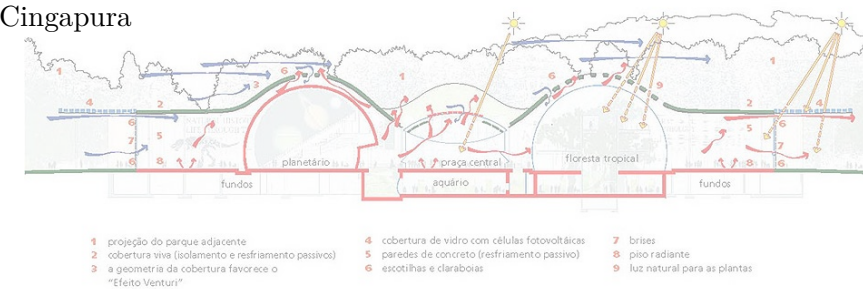 Cingapura
1
6
1
6
1
3
9
4
2
2
4
6
5
5
6
7
7
6
8
8
6
planetário
praça central
floresta tropical
fundos
aquário
fundos
1 projeção do parque adjacente
2 cobertura viva (isolamento e resfriamento passivos)
3 a geometria da cobertura favorece o
"Efeito Venturi"
4 cobertura de vidro com células fotovoltáicas
5 paredes de concreto (resfriamento passivo)
6 escotilhas e claraboias
7 brises
8 piso radiante
9 luz natural para as plantas